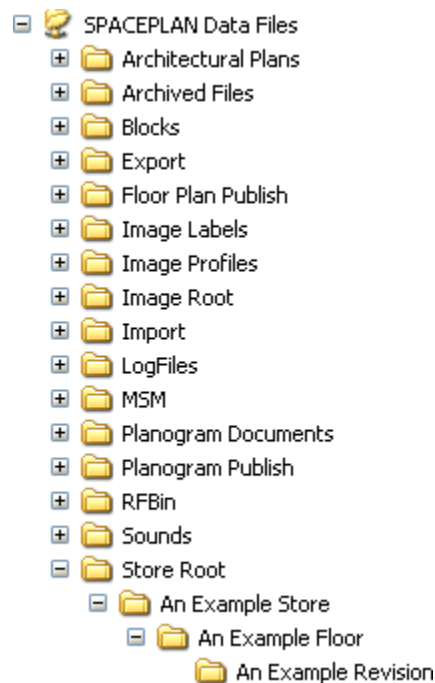 SPACEPLAN Data Files
Architectural Plans
Archived Files
Blocks
Export
Floor Plan Publish
Image Labels
Image Profiles
Image Root
Import
LogFiles
MSM
Planogram Documents
Planogram Publish
RFBin
Sounds
Store Root
An Example Store
An Example Floor
An Example Revision